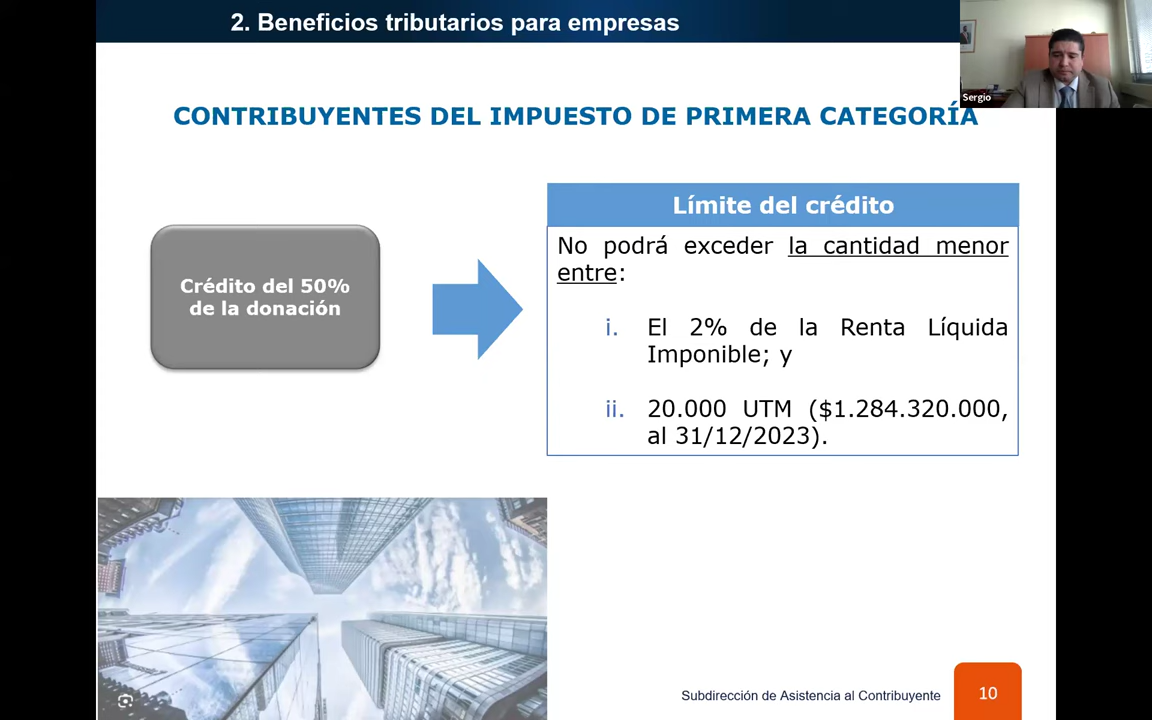 2. Beneficios tributarios para empresas
Sergio
CONTRIBUYENTES DEL IMPUESTO DE PRIMERA CATEGORÍA
Crédito del 50%
de la donación
Límite del crédito
No podrá exceder la cantidad menor
entre:
i. El 2% de la Renta Líquida
Imponible; y
ii. 20.000 UTM ($1.284.320.000,
al 31/12/2023).
Subdirección de Asistencia al Contribuyente
10